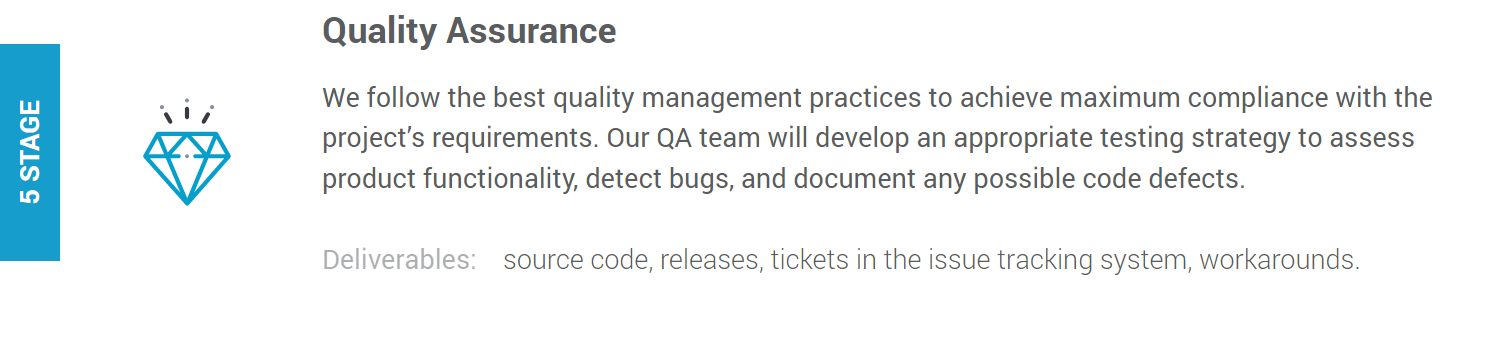 Quality Assurance
5 STAGE
We follow the best quality management practices to achieve maximum compliance with the
project’s requirements. Our QA team will develop an appropriate testing strategy to assess
product functionality, detect bugs, and document any possible code defects.
Deliverables: source code, releases, tickets in the issue tracking system, workarounds.